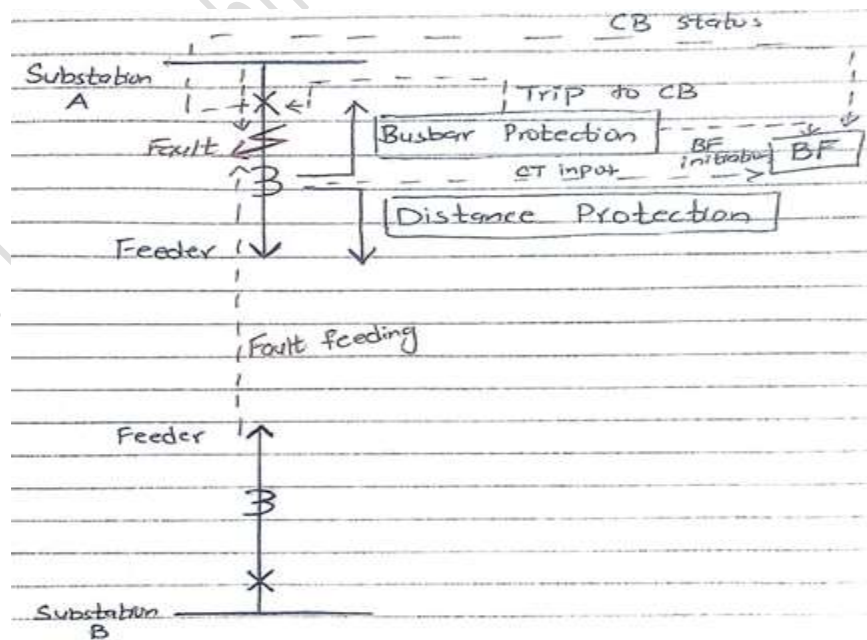 CB status
Substation
A
Trip to CB
Fault
Busbar Protection
BF
initiation
BF
CT input
Distance Protection
Feeder
Fault feeding
Feeder
Substation
B